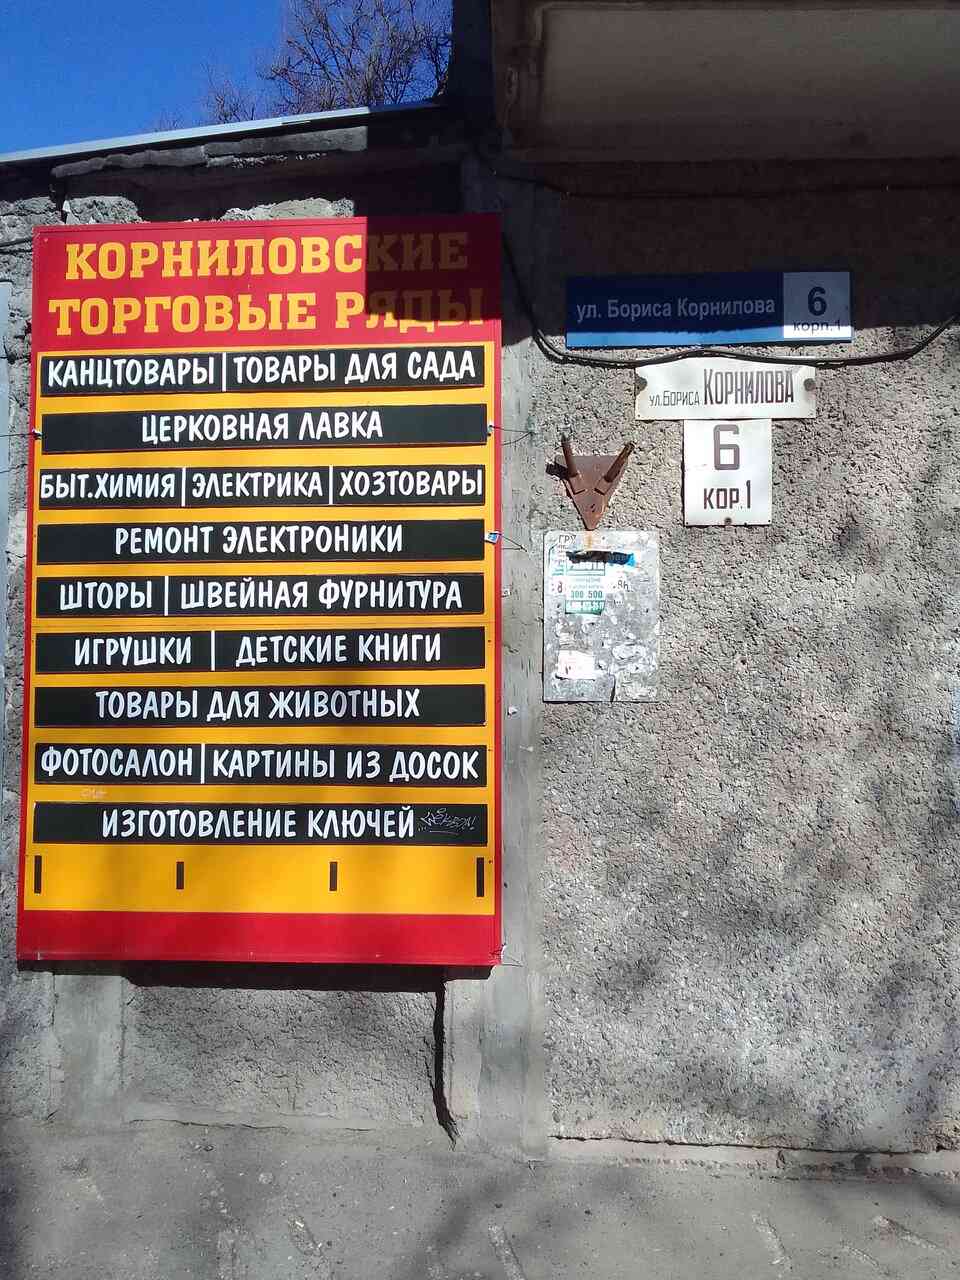 КОРНИЛОВСКИЕ
ТОРГОВЫЕ РЯДЫ
КАНЦТОВАРЫ | ТОВАРЫ ДЛЯ САДА
ЦЕРКОВНАЯ ЛАВКА
БЫТ.ХИМИЯ | ЭЛЕКТРИКА | ХОЗТОВАРЫ
РЕМОНТ ЭЛЕКТРОНИКИ
ШТОРЫ | ШВЕЙНАЯ ФУРНИТУРА
ИГРУШКИ | ДЕТСКИЕ КНИГИ
ТОВАРЫ ДЛЯ ЖИВОТНЫХ
ФОТОСАЛОН | КАРТИНЫ ИЗ ДОСОК
ИЗГОТОВЛЕНИЕ КЛЮЧЕЙ
ул. Бориса Корнилова 6
корп.1
ул.БОРИСА КОРНИЛОВА
6
КОР.1
300 500